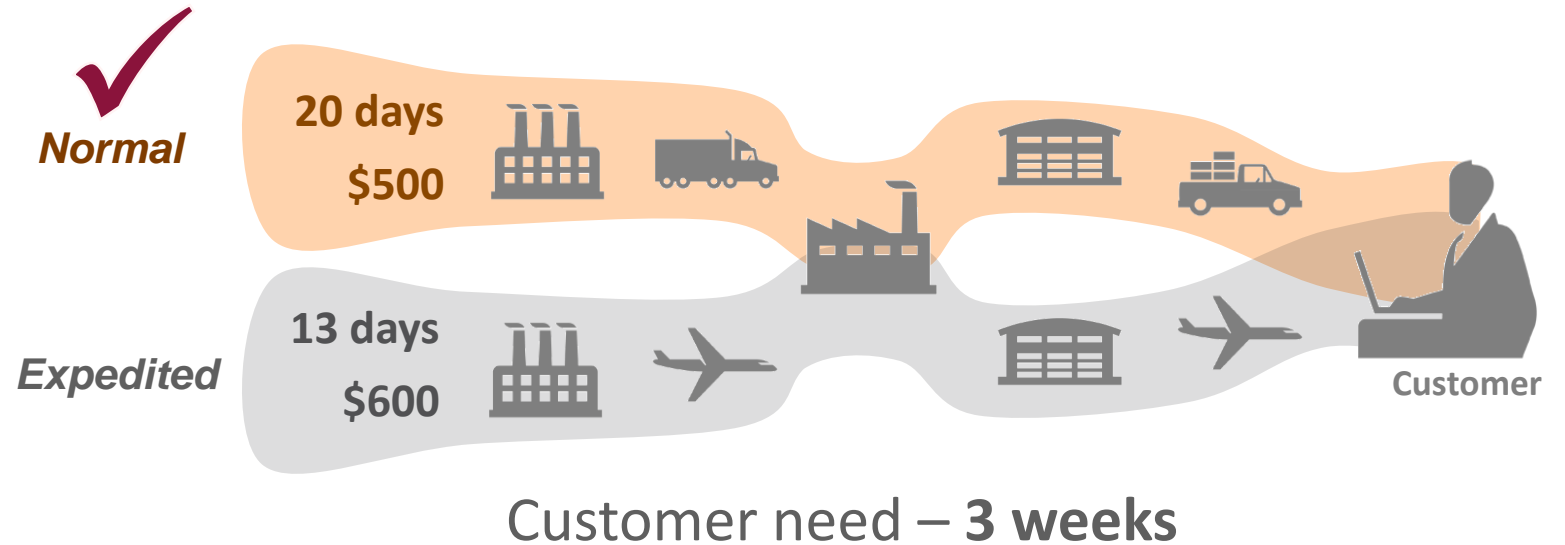 Normal
20 days
$500
Expedited
13 days
$600
Customer
Customer need – 3 weeks